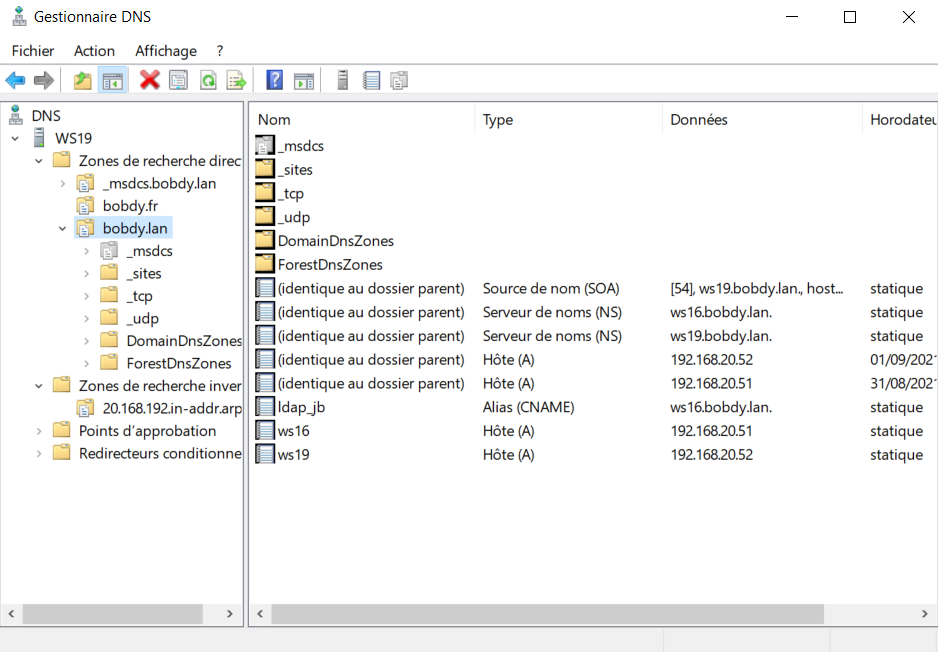 Gestionnaire DNS
Fichier Action Affichage ?
DNS
WS19
Zones de recherche direc
_msdcs.bobdy.lan
bobdy.fr
bobdy.lan
_msdcs
_sites
_tcp
_udp
DomainDnsZones
ForestDnsZones
Zones de recherche inver
20.168.192.in-addr.arp
Points d'approbation
Redirecteurs conditionne
Nom Type Données Horodateu
_msdcs
_sites
_tcp
_udp
DomainDnsZones
ForestDnsZones
(identique au dossier parent) Source de nom (SOA) [54], ws19.bobdy.lan., host... statique
(identique au dossier parent) Serveur de noms (NS) ws16.bobdy.lan. statique
(identique au dossier parent) Serveur de noms (NS) ws19.bobdy.lan. statique
(identique au dossier parent) Hôte (A) 192.168.20.52 01/09/2021
(identique au dossier parent) Hôte (A) 192.168.20.51 31/08/2021
ldap_jb Alias (CNAME) ws16.bobdy.lan. statique
ws16 Hôte (A) 192.168.20.51 statique
ws19 Hôte (A) 192.168.20.52 statique